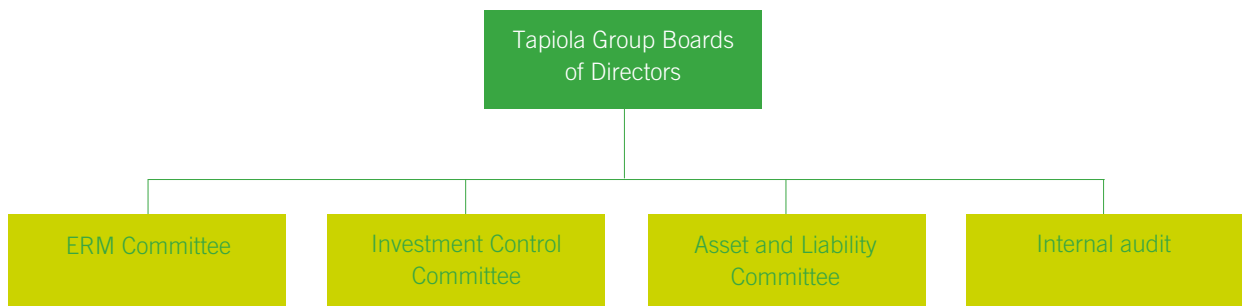 Tapiola Group Boards
of Directors
ERM Committee
Investment Control
Committee
Asset and Liability
Committee
Internal audit